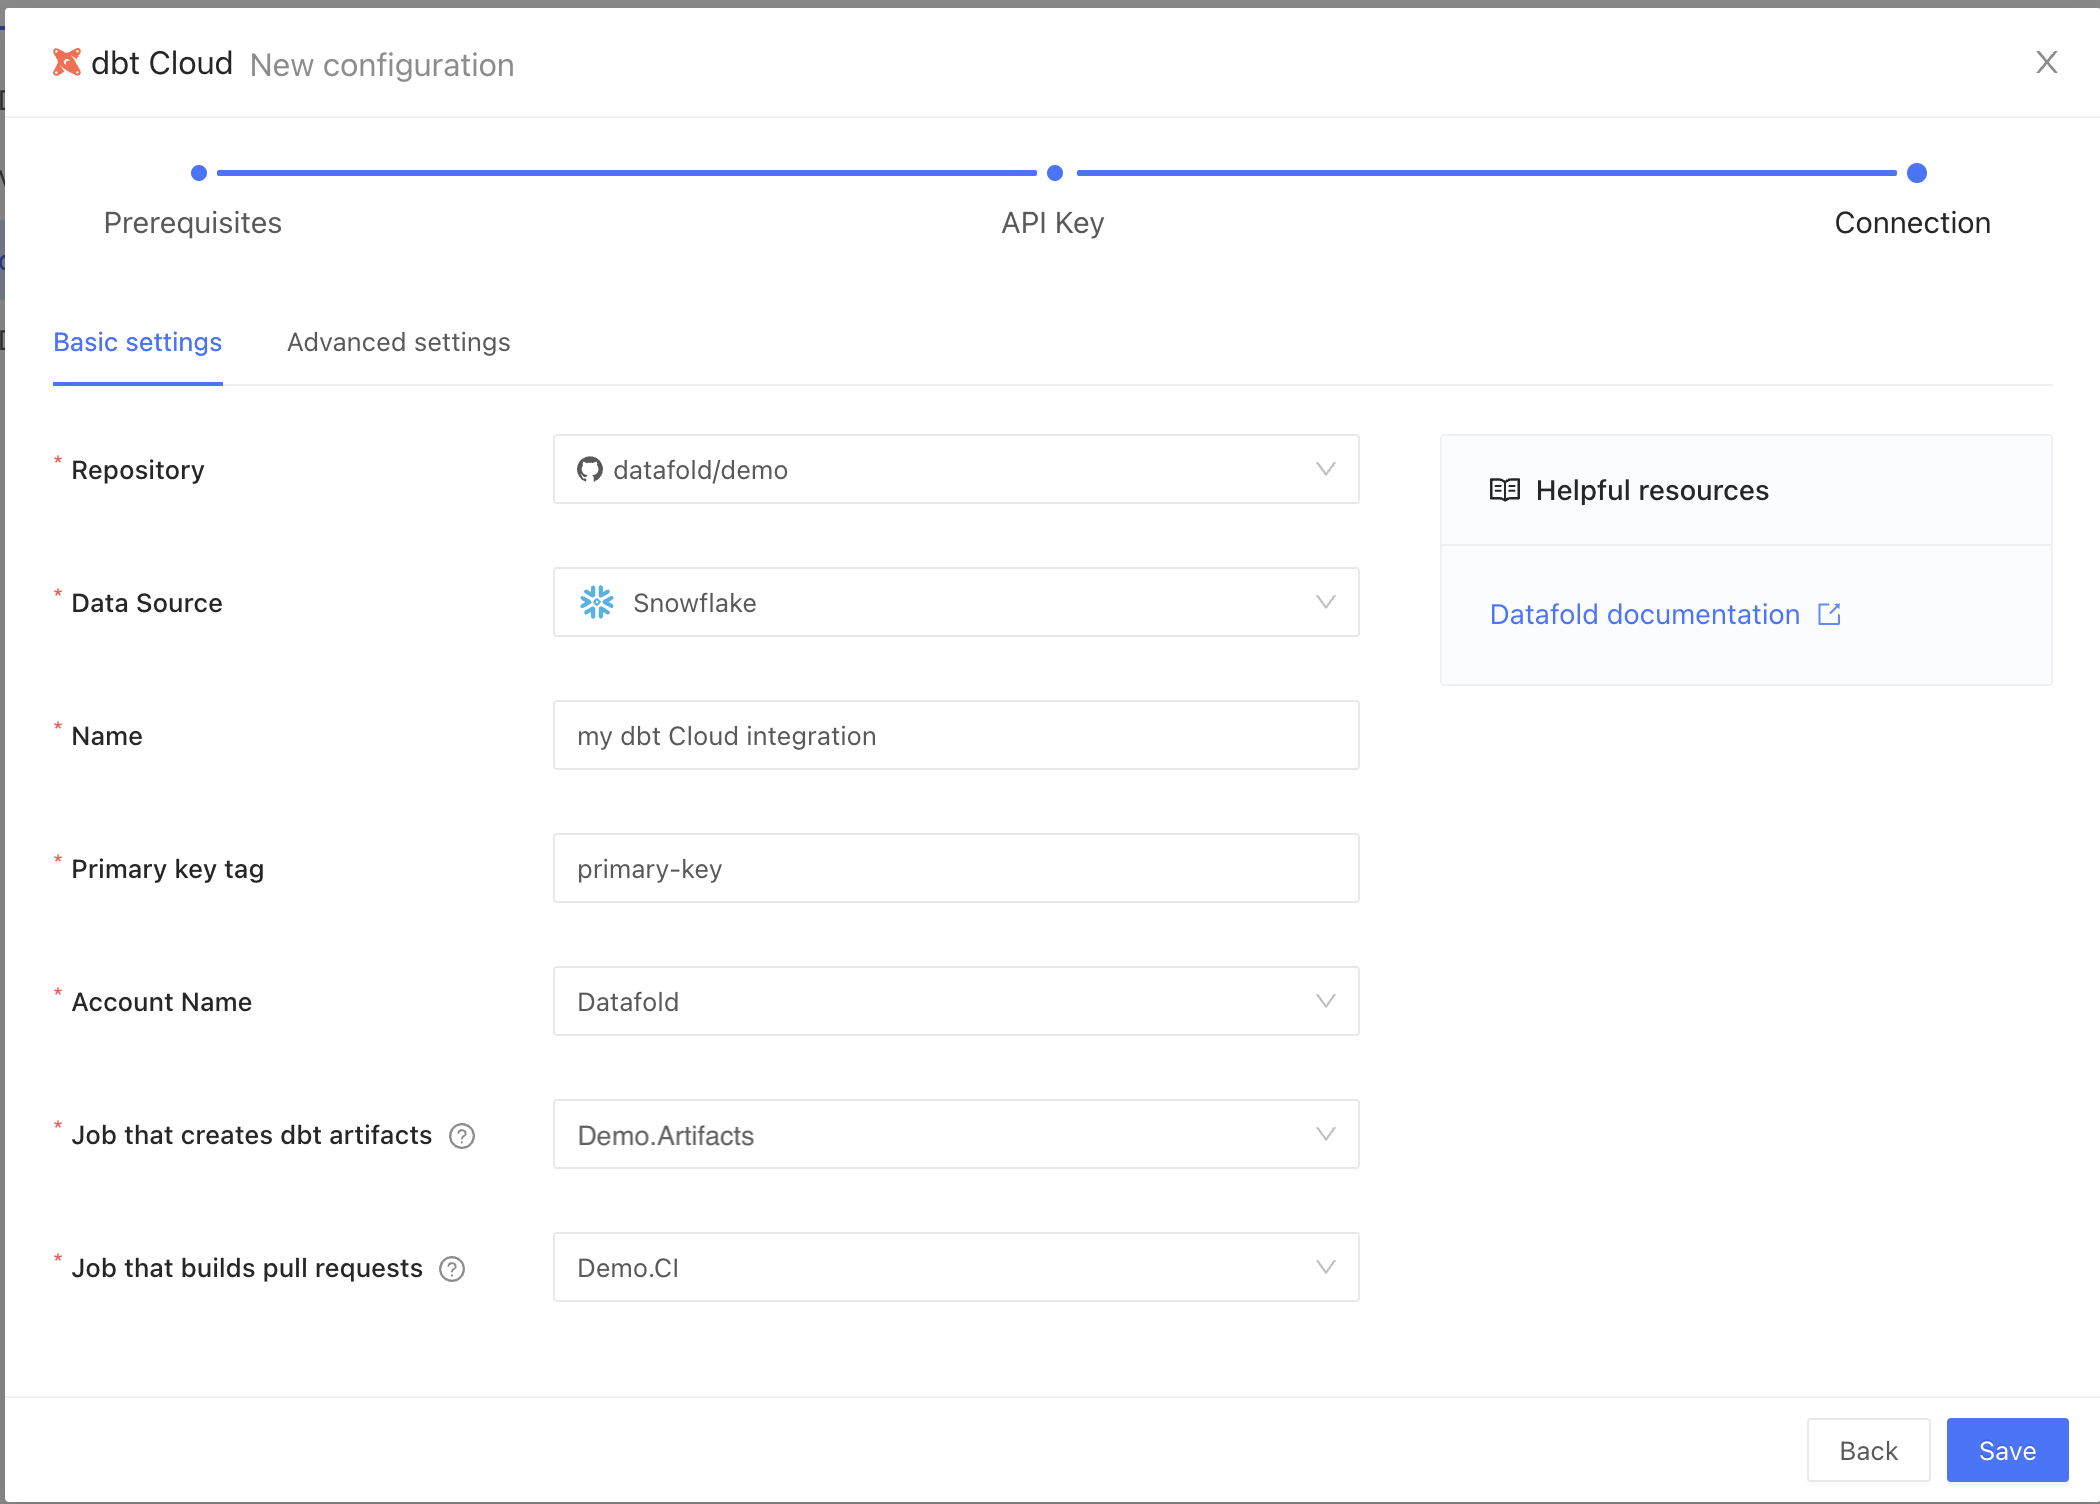 dbt Cloud New configuration
Prerequisites
API Key
Connection
Basic settings
Advanced settings
* Repository
datafold/demo
Helpful resources
Datafold documentation
* Data Source
Snowflake
* Name
my dbt Cloud integration
* Primary key tag
primary-key
* Account Name
Datafold
* Job that creates dbt artifacts ?
Demo.Artifacts
* Job that builds pull requests ?
Demo.CI
Back
Save